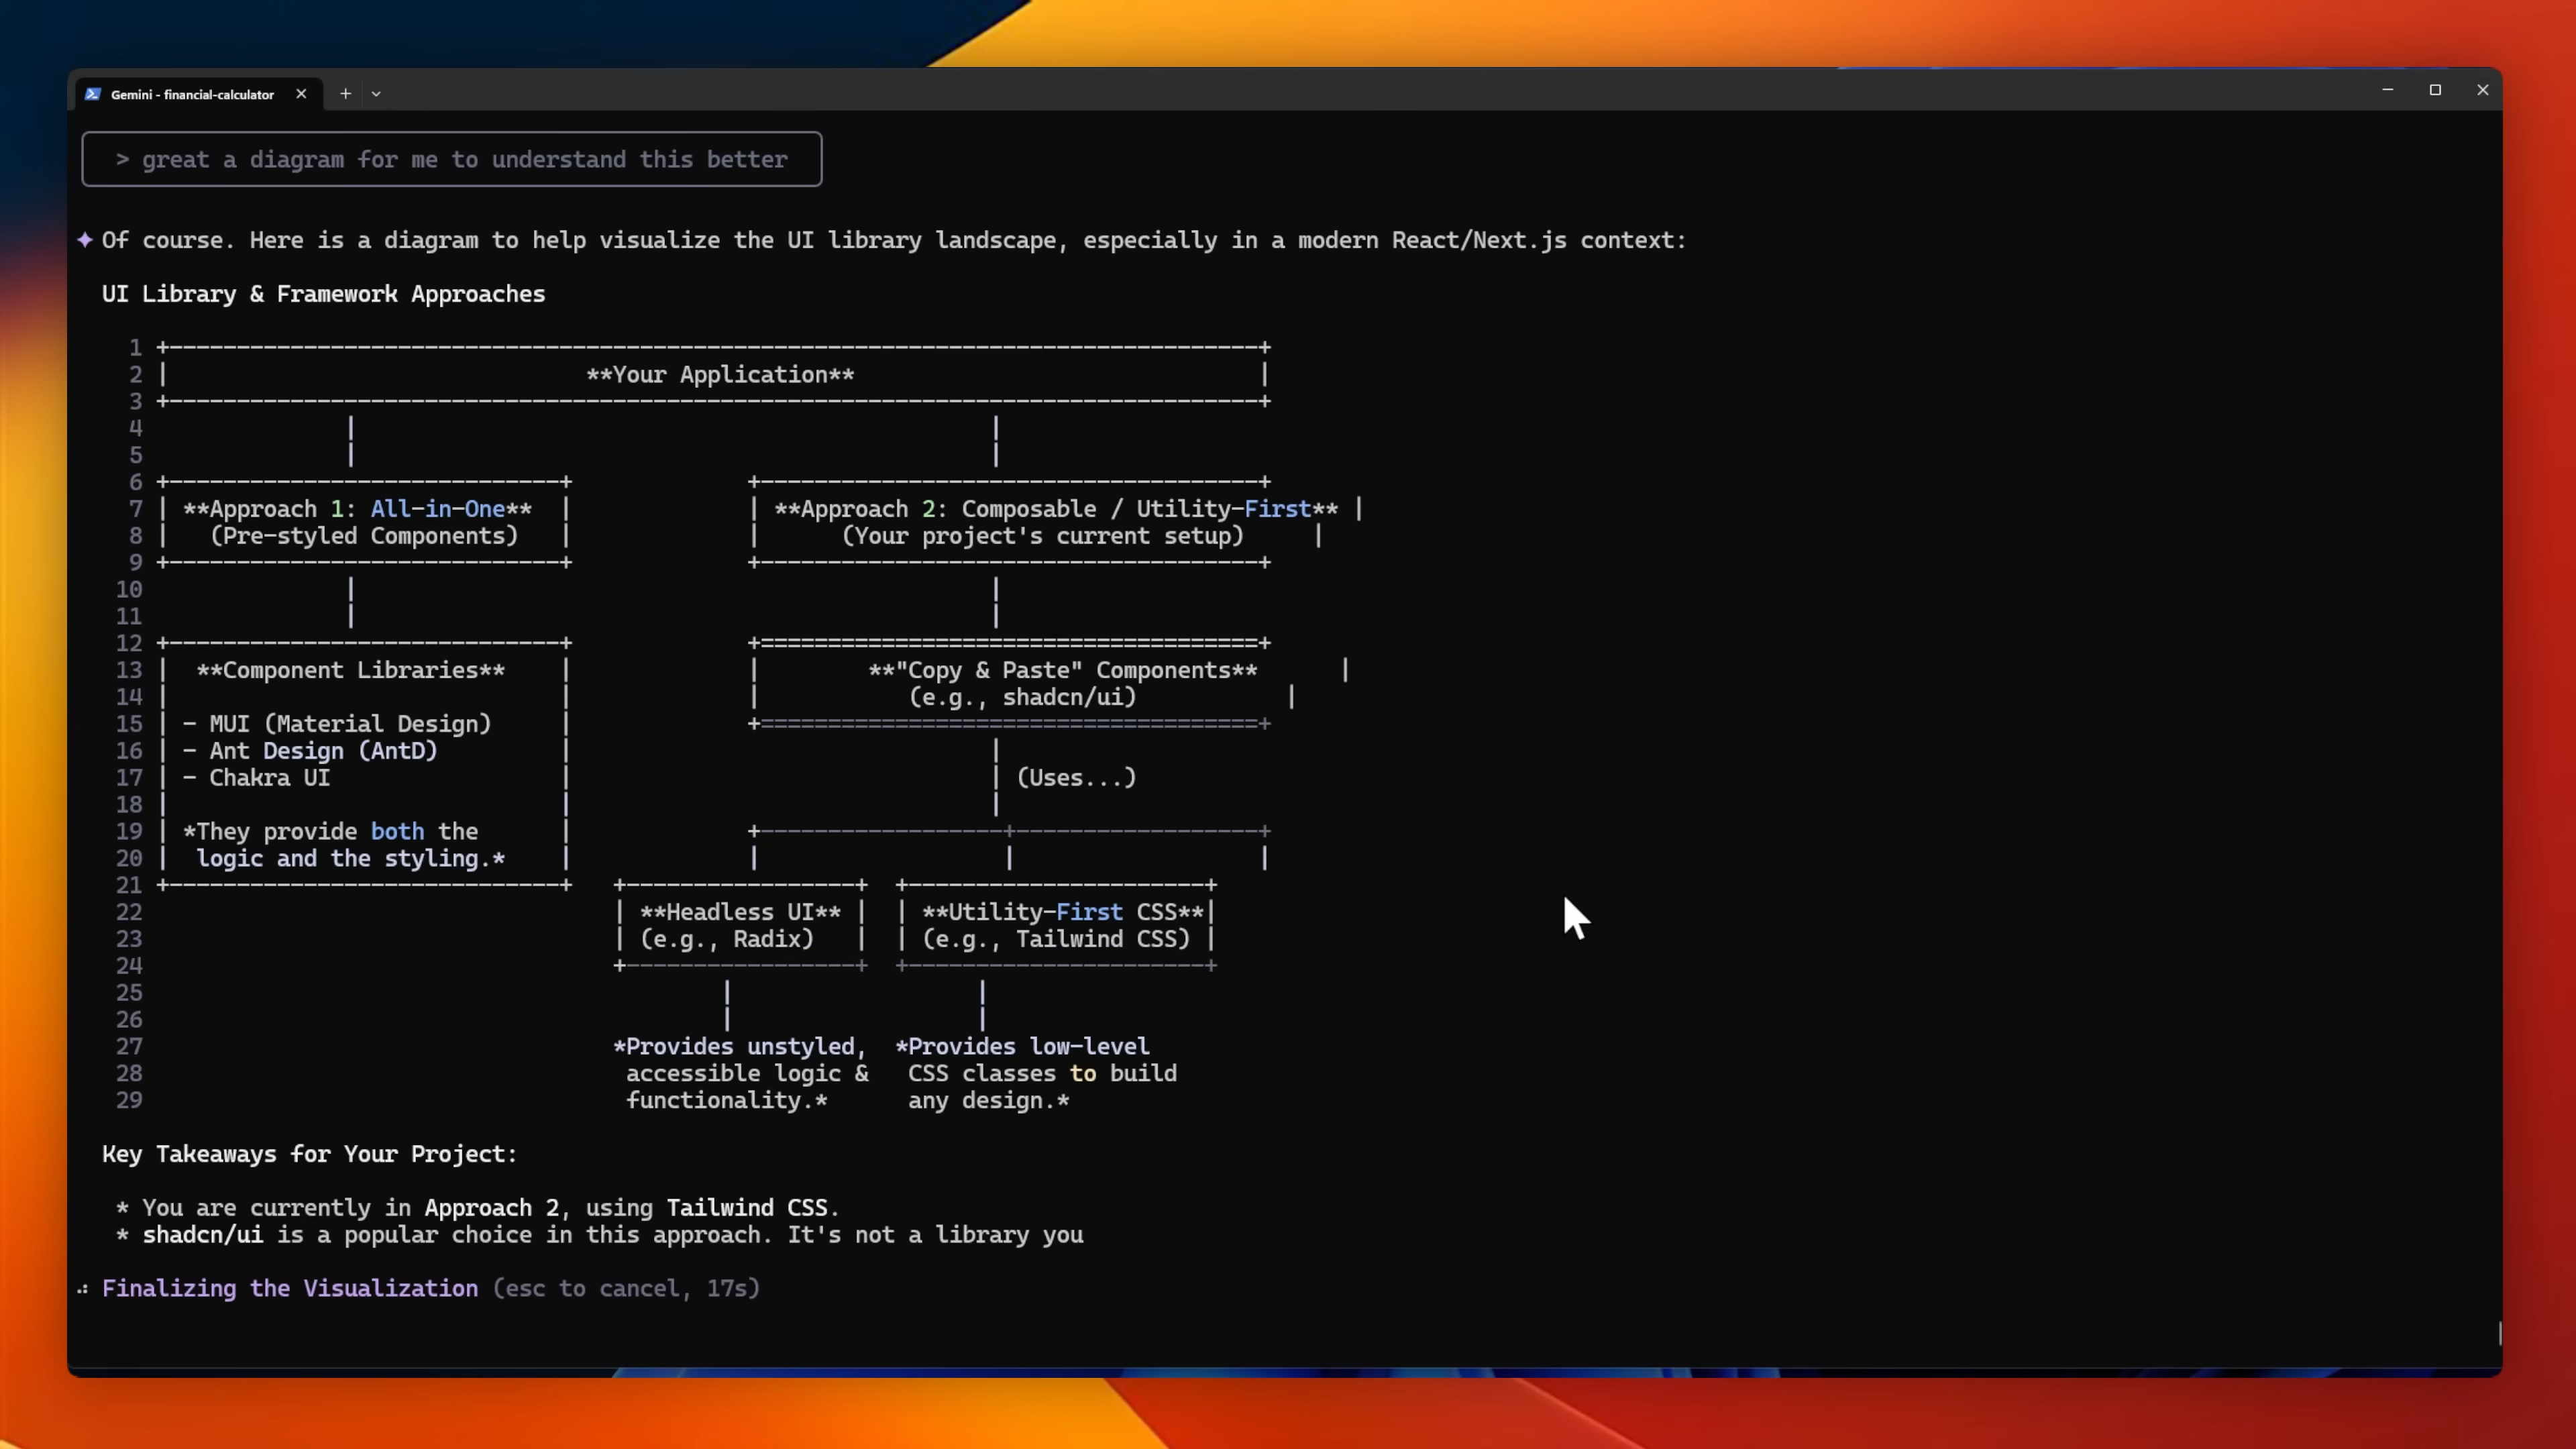 Gemini - financial-calculator
> great a diagram for me to understand this better
Of course. Here is a diagram to help visualize the UI library landscape, especially in a modern React/Next.js context:
UI Library & Framework Approaches
1 +----------------------------------------------------------------------------------+
2 |                               **Your Application**                               |
3 +----------------------------------------------------------------------------------+
4               |                                               |
5               |                                               |
6 +-----------------------------+             +-------------------------------------+
7 | **Approach 1: All-in-One**  |             | **Approach 2: Composable / Utility-First** |
8 |   (Pre-styled Components)   |             |      (Your project's current setup)     |
9 +-----------------------------+             +-------------------------------------+
10              |                                               |
11              |                                               |
12 +-----------------------------+             +=====================================+
13 |  **Component Libraries**    |             |        **"Copy & Paste" Components**      |
14 |                             |             |           (e.g., shadcn/ui)           |
15 | - MUI (Material Design)     |             +=====================================+
16 | - Ant Design (AntD)         |                               |
17 | - Chakra UI                 |                               | (Uses...)
18 |                             |                               |
19 | *They provide both the      |             +------------------+------------------+
20 |  logic and the styling.*    |             |                  |                  |
21 +-----------------------------+   +-----------------+  +----------------------+
22                                  | **Headless UI** |  | **Utility-First CSS**|
23                                  | (e.g., Radix)   |  | (e.g., Tailwind CSS) |
24                                  +-----------------+  +----------------------+
25                                          |                  |
26                                          |                  |
27                                  *Provides unstyled,  *Provides low-level
28                                   accessible logic &   CSS classes to build
29                                   functionality.*      any design.*
Key Takeaways for Your Project:
* You are currently in Approach 2, using Tailwind CSS.
* shadcn/ui is a popular choice in this approach. It's not a library you
Finalizing the Visualization (esc to cancel, 17s)